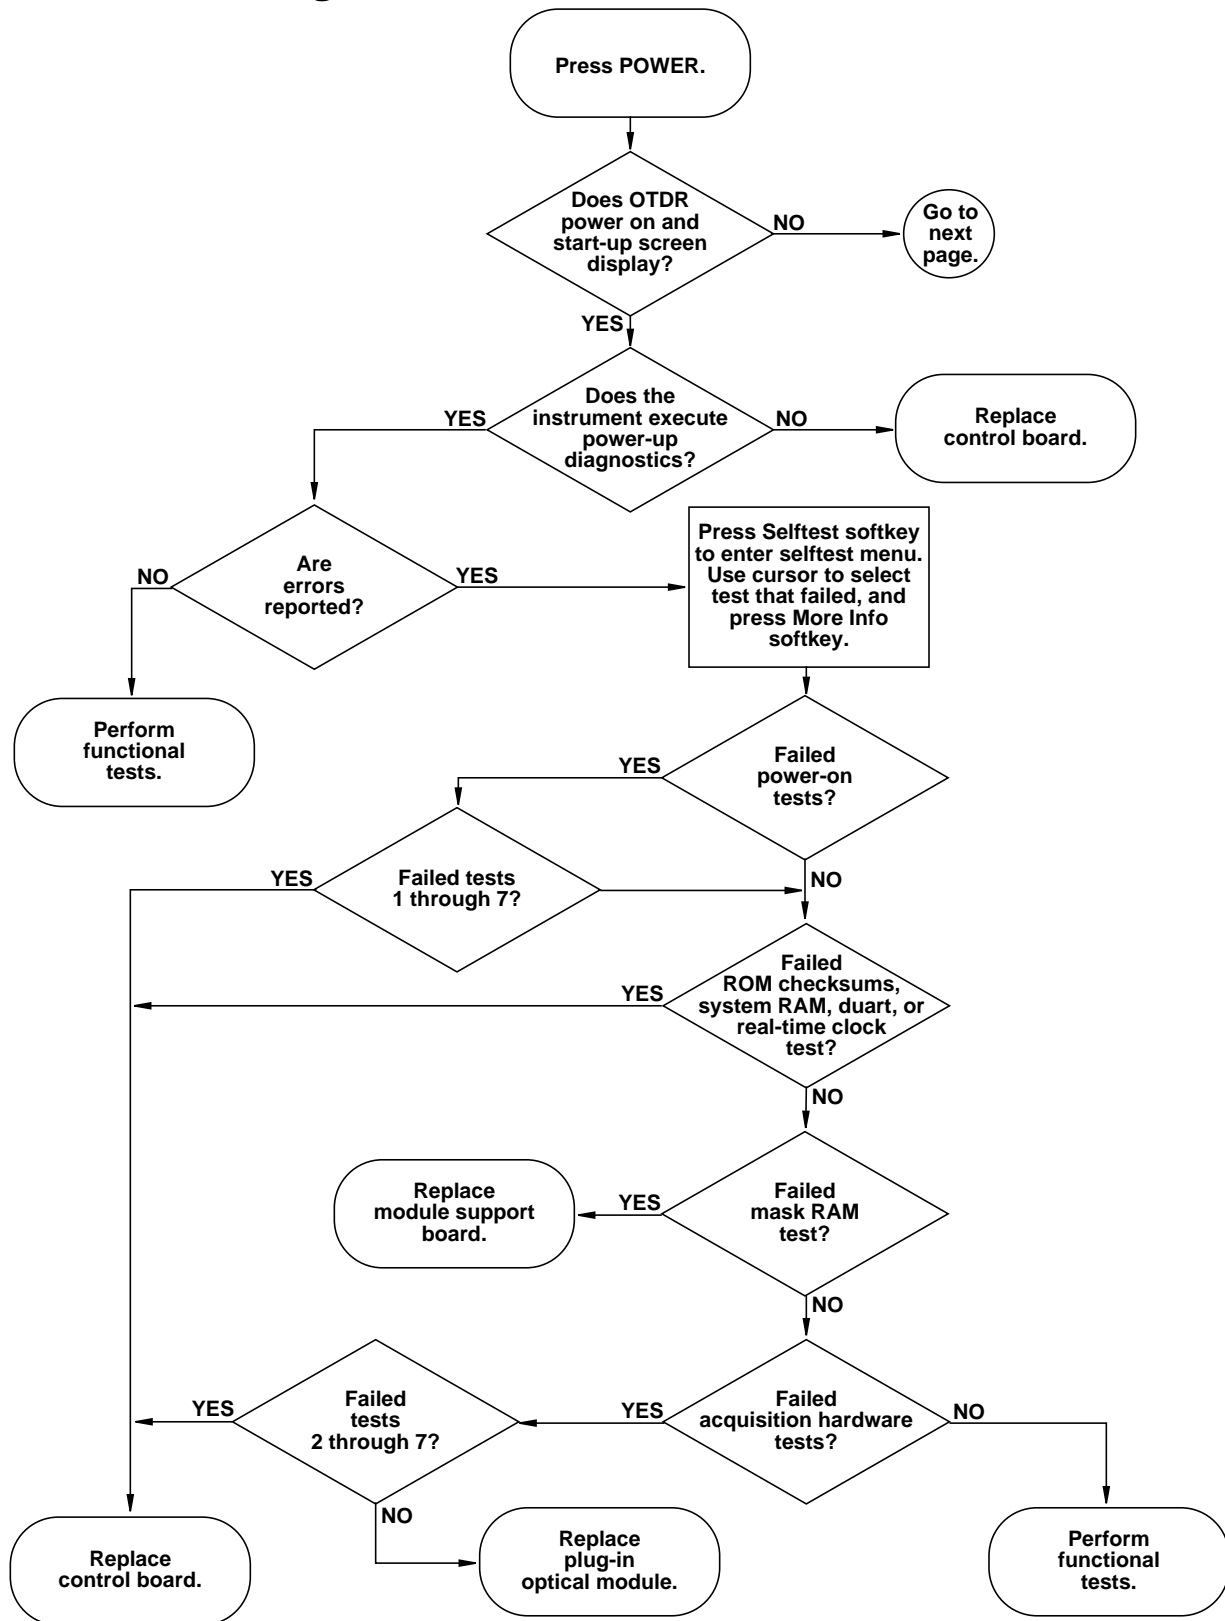 Press POWER.
Does OTDR
power on and
start-up screen
display?
NO
Go to
next
page.
YES
Does the
instrument execute
power-up
diagnostics?
YES
NO
Replace
control board.
Are
errors
reported?
NO
YES
Press Selftest softkey
to enter selftest menu.
Use cursor to select
test that failed, and
press More Info
softkey.
Perform
functional
tests.
Failed
power-on
tests?
YES
NO
Failed tests
1 through 7?
YES
Failed
ROM checksums,
system RAM, duart, or
real-time clock
test?
YES
NO
Failed
mask RAM
test?
YES
Replace
module support
board.
NO
Failed
acquisition hardware
tests?
YES
NO
Failed
tests
2 through 7?
YES
NO
Replace
control board.
Replace
plug-in
optical module.
Perform
functional
tests.